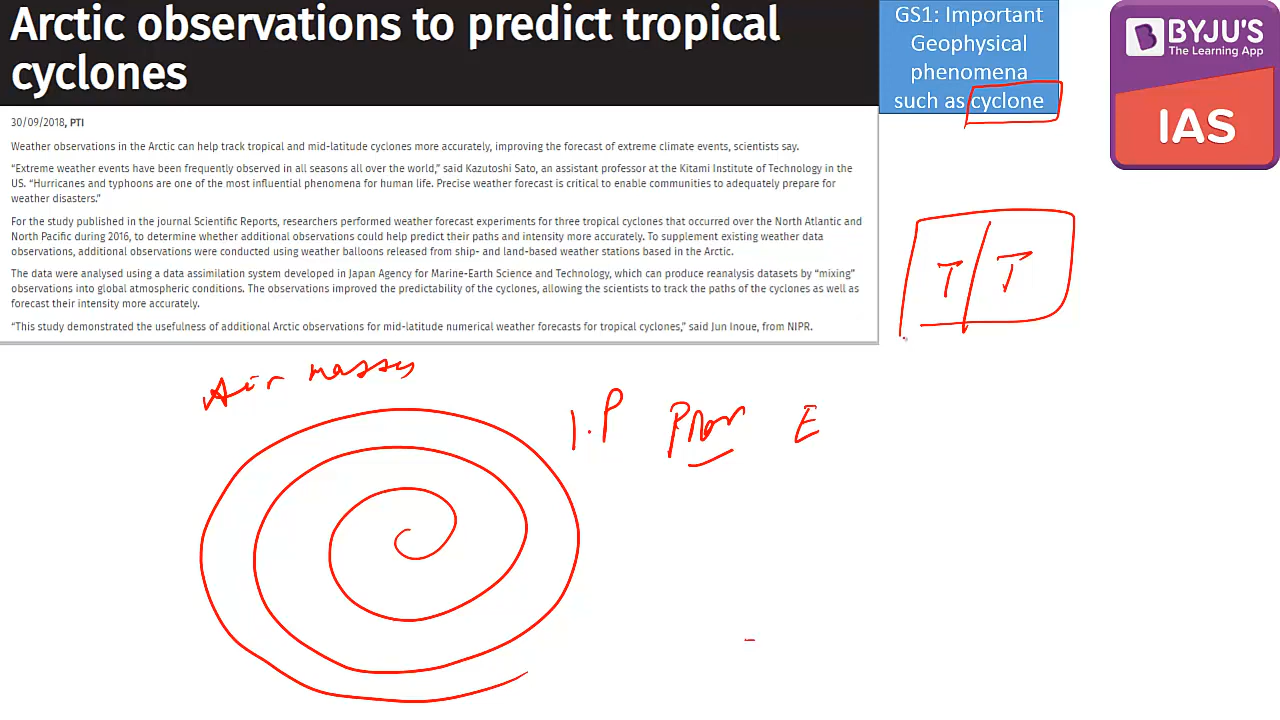 Arctic observations to predict tropical
cyclones
GS1: Important
Geophysical
phenomena
such as cyclone
BYJU'S
The Learning App
IAS
30/09/2018, PTI
Weather observations in the Arctic can help track tropical and mid-latitude cyclones more accurately, improving the forecast of extreme climate events, scientists say.
“Extreme weather events have been frequently observed in all seasons all over the world,” said Kazutoshi Sato, an assistant professor at the Kitami Institute of Technology in the
US. “Hurricanes and typhoons are one of the most influential phenomena for human life. Precise weather forecast is critical to enable communities to adequately prepare for
weather disasters.”
For the study published in the journal Scientific Reports, researchers performed weather forecast experiments for three tropical cyclones that occurred over the North Atlantic and
North Pacific during 2016, to determine whether additional observations could help predict their paths and intensity more accurately. To supplement existing weather data
observations, additional observations were conducted using weather balloons released from ship- and land-based weather stations based in the Arctic.
The data were analysed using a data assimilation system developed in Japan Agency for Marine-Earth Science and Technology, which can produce reanalysis datasets by “mixing”
observations into global atmospheric conditions. The observations improved the predictability of the cyclones, allowing the scientists to track the paths of the cyclones as well as
forecast their intensity more accurately.
“This study demonstrated the usefulness of additional Arctic observations for mid-latitude numerical weather forecasts for tropical cyclones,” said Jun Inoue, from NIPR.
T T
Air masses
I.P E